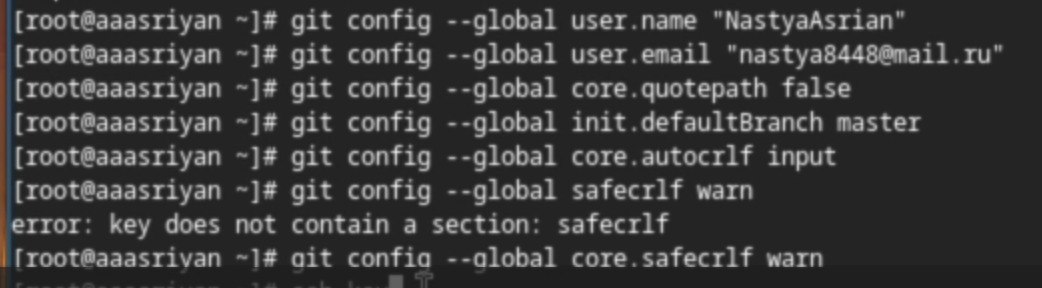 [root@aaasriyan ~]# git config --global user.name "NastyaAsrian"
[root@aaasriyan ~]# git config --global user.email "nastya8448@mail.ru"
[root@aaasriyan ~]# git config --global core.quotepath false
[root@aaasriyan ~]# git config --global init.defaultBranch master
[root@aaasriyan ~]# git config --global core.autocrlf input
[root@aaasriyan ~]# git config --global safecrlf warn
error: key does not contain a section: safecrlf
[root@aaasriyan ~]# git config --global core.safecrlf warn